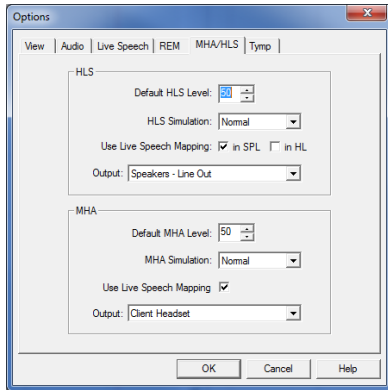 Options
View Audio Live Speech REM MHA/HLS Tymp
HLS
Default HLS Level: 50
HLS Simulation: Normal
Use Live Speech Mapping: in SPL in HL
Output: Speakers - Line Out
MHA
Default MHA Level: 50
MHA Simulation: Normal
Use Live Speech Mapping
Output: Client Headset
OK Cancel Help